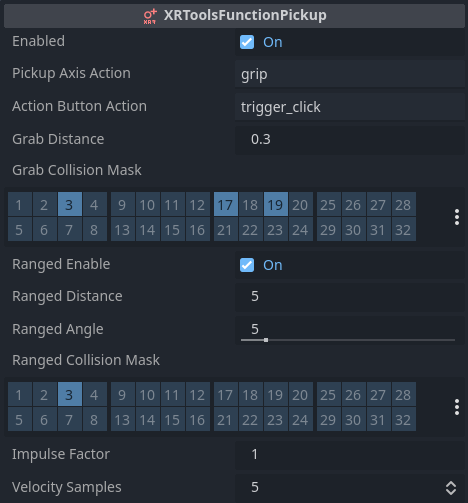 XRToolsFunctionPickup
Enabled On
Pickup Axis Action grip
Action Button Action trigger_click
Grab Distance 0.3
Grab Collision Mask
1 2 3 4 9 10 11 12 17 18 19 20 25 26 27 28
5 6 7 8 13 14 15 16 21 22 23 24 29 30 31 32
Ranged Enable On
Ranged Distance 5
Ranged Angle 5
Ranged Collision Mask
1 2 3 4 9 10 11 12 17 18 19 20 25 26 27 28
5 6 7 8 13 14 15 16 21 22 23 24 29 30 31 32
Impulse Factor 1
Velocity Samples 5